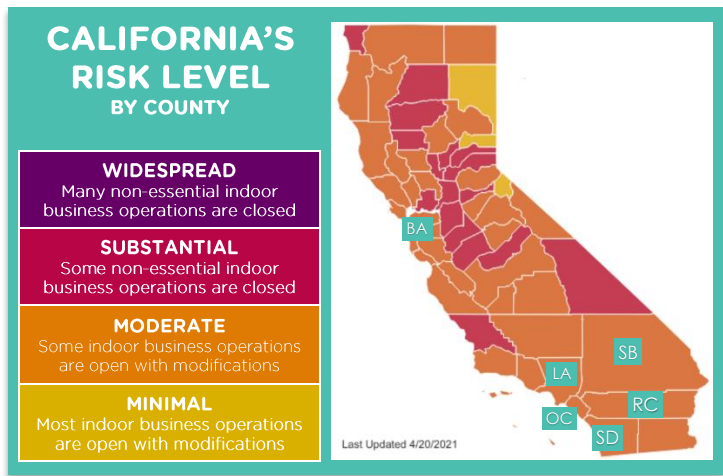 CALIFORNIA'S
RISK LEVEL
BY COUNTY
WIDESPREAD
Many non-essential indoor
business operations are closed
SUBSTANTIAL
Some non-essential indoor
business operations are closed
MODERATE
Some indoor business operations
are open with modifications
MINIMAL
Most indoor business operations
are open with modifications
BA
SB
LA
RC
OC
SD
Last Updated 4/20/2021